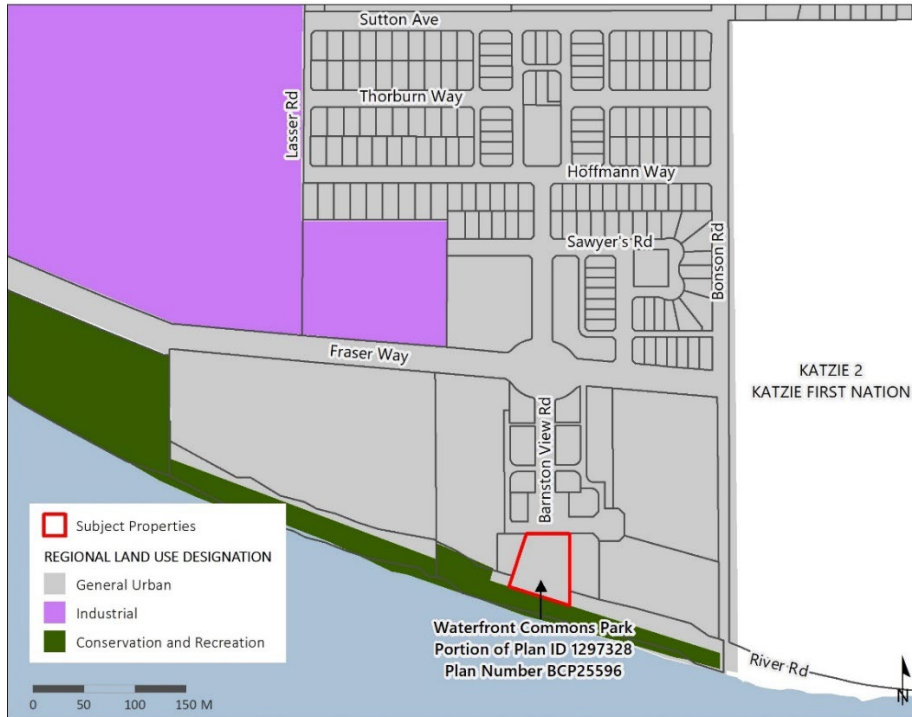 Sutton Ave
Thorburn Way
Lasser Rd
Hoffmann Way
Sawyer's Rd
Bonson Rd
Fraser Way
KATZIE 2
KATZIE FIRST NATION
Barnston View Rd
Subject Properties
REGIONAL LAND USE DESIGNATION
General Urban
Industrial
Conservation and Recreation
Waterfront Commons Park
Portion of Plan ID 1297328
Plan Number BCP25596
River Rd
N
0 50 100 150 M